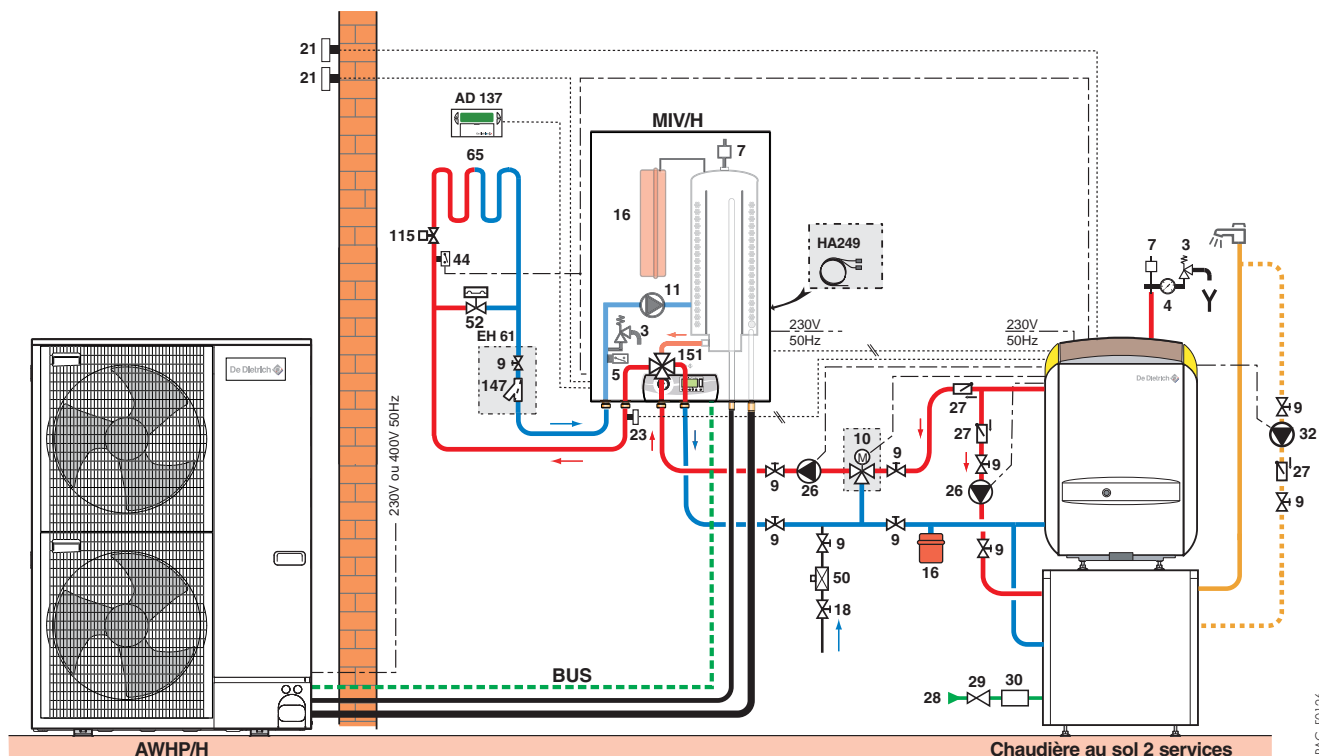 21
21
AD 137
65
115
44
52
EH 61
9
147
MIV/H
7
16
11
3
5
151
23
HA249
230V
50Hz
230V
50Hz
7
3
4
De Dietrich
De Dietrich
230V ou 400V 50Hz
27
27
10
M
9
9
9
26
26
9
9
9
9
16
50
18
9
32
27
9
BUS
28
29
30
AWHP/H
Chaudière au sol 2 services